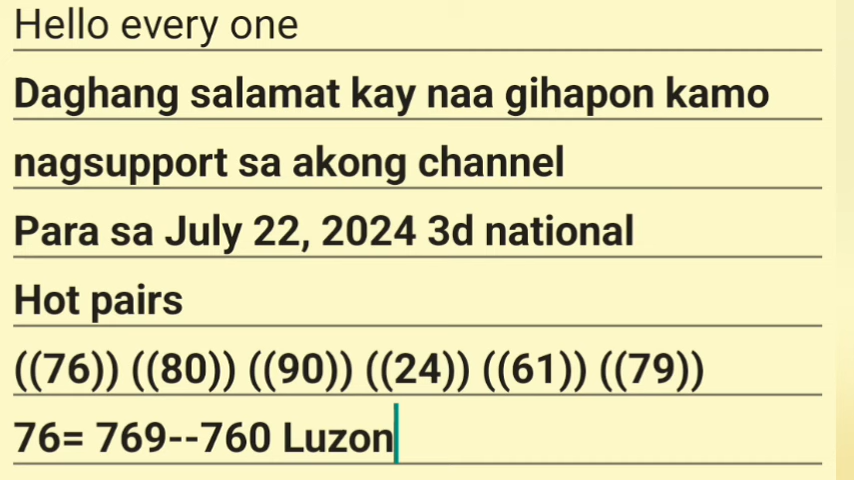 Hello every one
Daghang salamat kay naa gihapon kamo
nagsupport sa akong channel
Para sa July 22, 2024 3d national
Hot pairs
((76)) ((80)) ((90)) ((24)) ((61)) ((79))
76= 769--760 Luzon